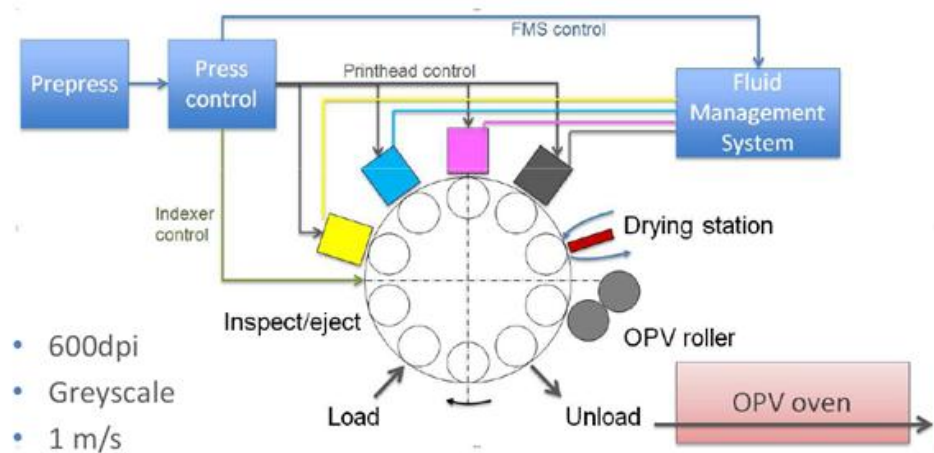 FMS control
Prepress
Press
control
Printhead control
Fluid
Management
System
Indexer
control
Drying station
Inspect/eject
OPV roller
Load
Unload
OPV oven
• 600dpi
• Greyscale
• 1 m/s